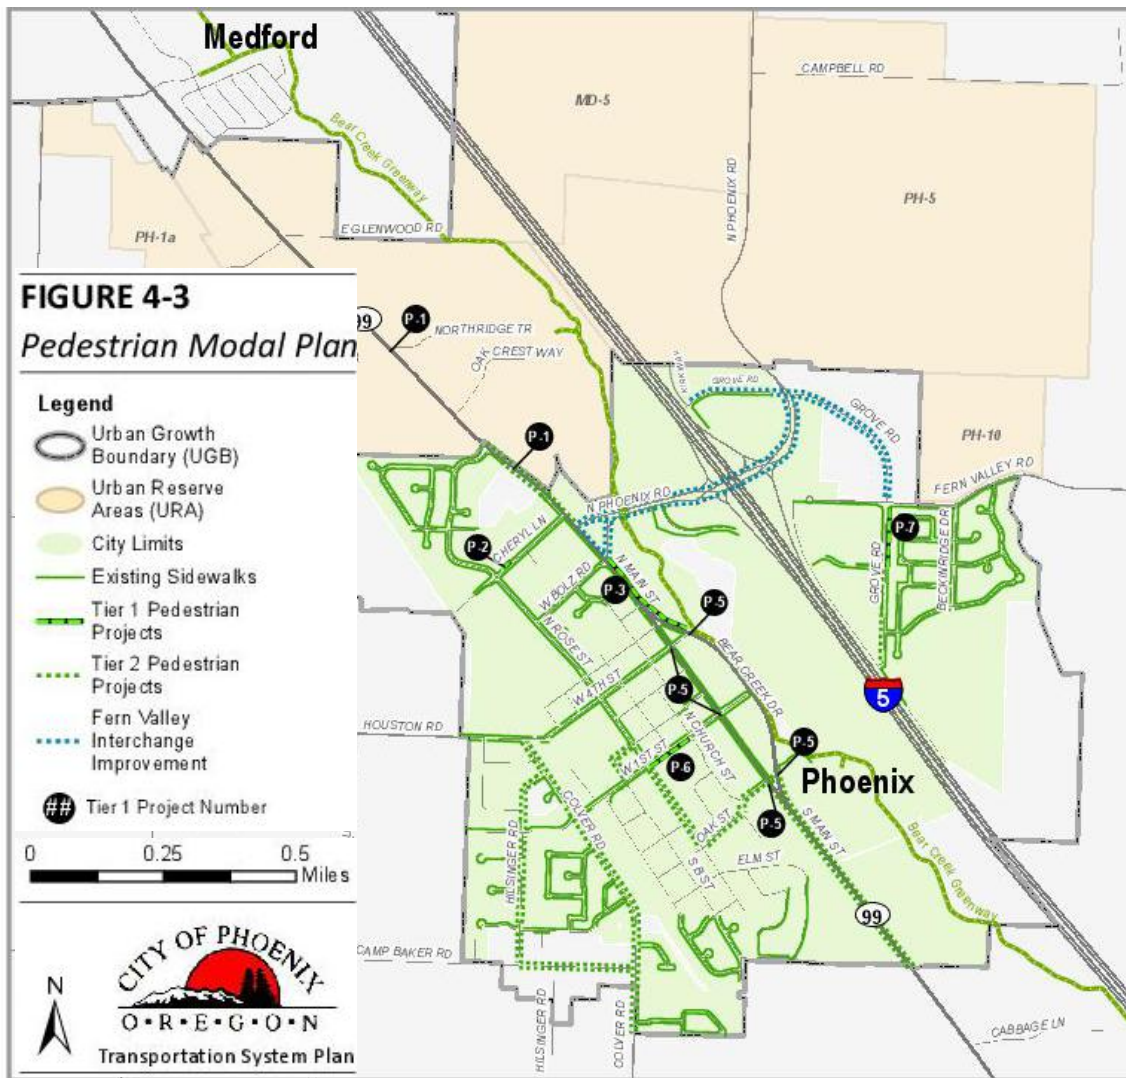 Medford
CAMPBELL RD
MD-5
Bear Creek Greenway
N PHOENIX RD
PH-5
E GLENWOOD RD
PH-1a
FIGURE 4-3
Pedestrian Modal Plan
Legend
Urban Growth
Boundary (UGB)
Urban Reserve
Areas (URA)
City Limits
Existing Sidewalks
Tier 1 Pedestrian
Projects
Tier 2 Pedestrian
Projects
Fern Valley
Interchange
Improvement
## Tier 1 Project Number
0 0.25 0.5
Miles
N
CITY OF PHOENIX
O•R•E•G•O•N
Transportation System Plan
99
P-1
NORTHRIDGE TR
OAK CREST WAY
KIRK WAY
GROVE RD
GROVE RD
PH-10
P-1
FERN VALLEY RD
N PHOENIX RD
P-2
CHERYL LN
P-7
GROVE RD
BECKINRIDGE DR
W BOLZ RD
N MAIN ST
P-3
P-5
N ROSE ST
BEAR CREEK DR
W 4TH ST
P-5
5
HOUSTON RD
N CHURCH ST
W 1ST ST
P-6
P-5
Phoenix
COLVER RD
P-5
OAK ST
S MAIN ST
HILSINGER RD
S B ST
ELM ST
Bear Creek Greenway
99
CAMP BAKER RD
HILSINGER RD
COLVER RD
CABBAGE LN